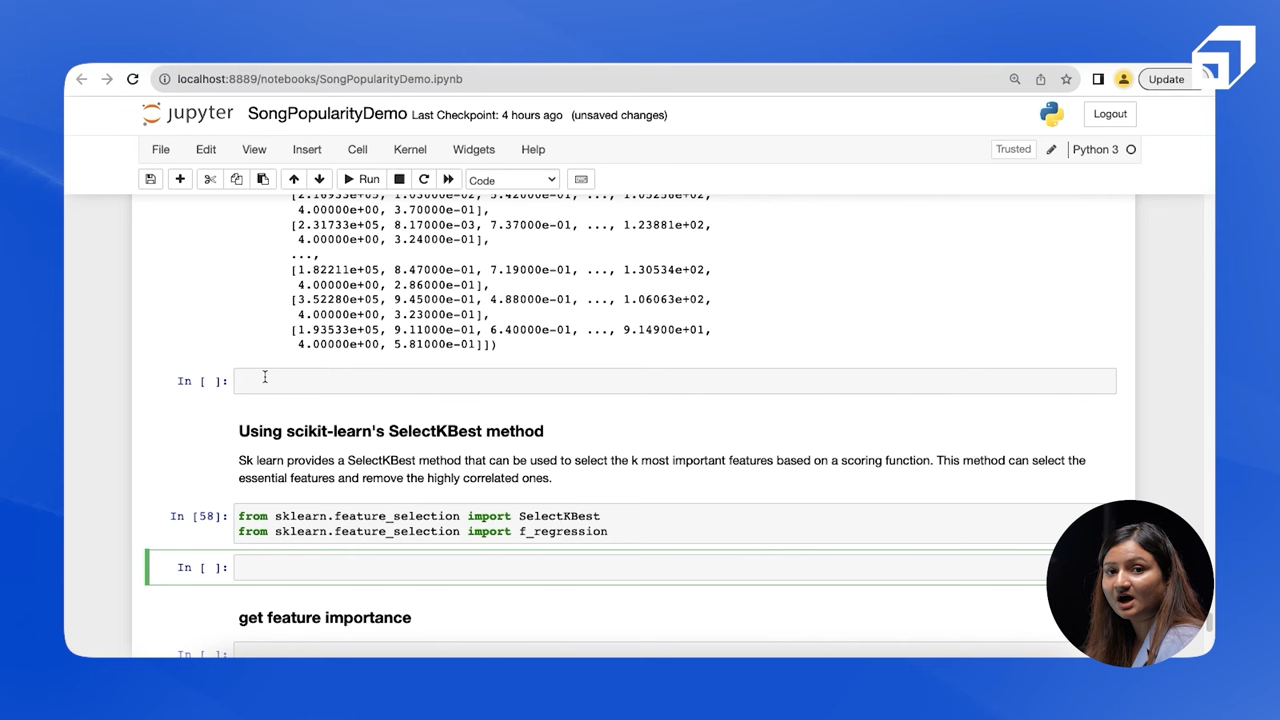 localhost:8889/notebooks/SongPopularityDemo.ipynb
Update
jupyter SongPopularityDemo Last Checkpoint: 4 hours ago (unsaved changes)
Logout
File Edit View Insert Cell Kernel Widgets Help
Trusted Python 3
Run Code
4.00000e+00, 3.70000e-01],
[2.31733e+05, 8.17000e-03, 7.37000e-01, ..., 1.23881e+02,
4.00000e+00, 3.24000e-01],
...,
[1.82211e+05, 8.47000e-01, 7.19000e-01, ..., 1.30534e+02,
4.00000e+00, 2.86000e-01],
[3.52280e+05, 9.45000e-01, 4.88000e-01, ..., 1.06063e+02,
4.00000e+00, 3.23000e-01],
[1.93533e+05, 9.11000e-01, 6.40000e-01, ..., 9.14900e+01,
4.00000e+00, 5.81000e-01]])
In [ ]:
Using scikit-learn's SelectKBest method
Sk learn provides a SelectKBest method that can be used to select the k most important features based on a scoring function. This method can select the
essential features and remove the highly correlated ones.
In [58]: from sklearn.feature_selection import SelectKBest
from sklearn.feature_selection import f_regression
In [ ]:
get feature importance
In [ ]: